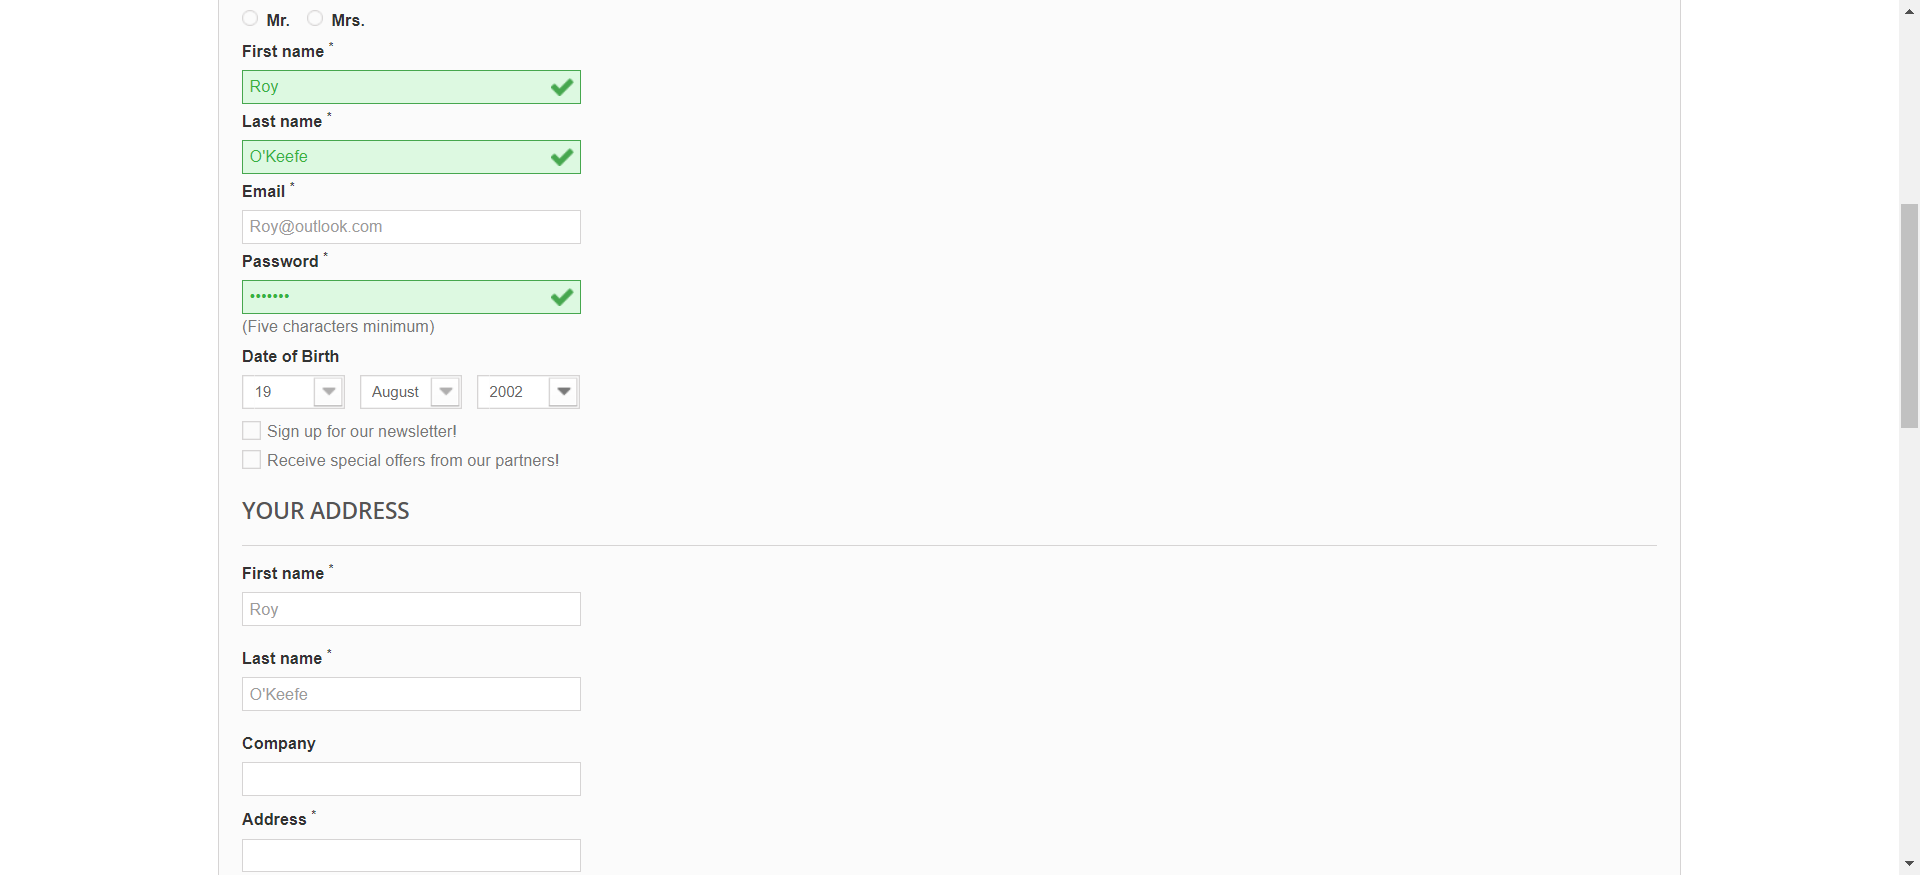 Mr. Mrs.
First name *
Roy
Last name *
O'Keefe
Email *
Roy@outlook.com
Password *
•••••••
(Five characters minimum)
Date of Birth
19 August 2002
Sign up for our newsletter!
Receive special offers from our partners!
YOUR ADDRESS
First name *
Roy
Last name *
O'Keefe
Company
Address *